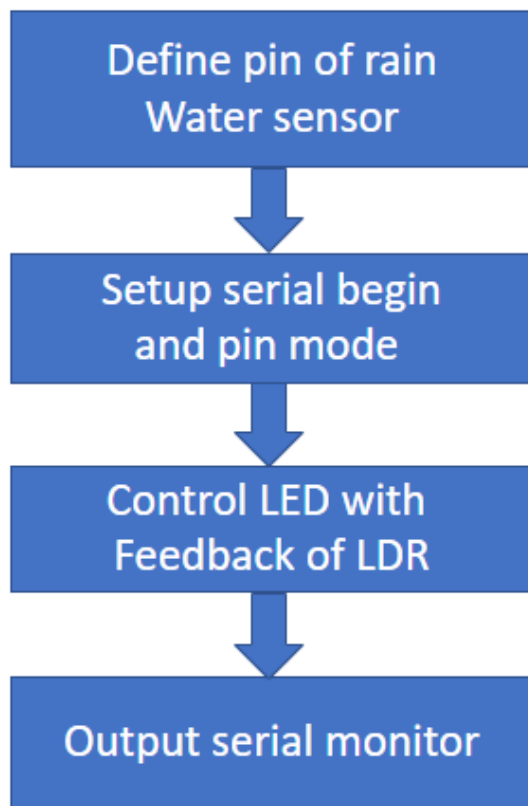 Define pin of rain
Water sensor
Setup serial begin
and pin mode
Control LED with
Feedback of LDR
Output serial monitor